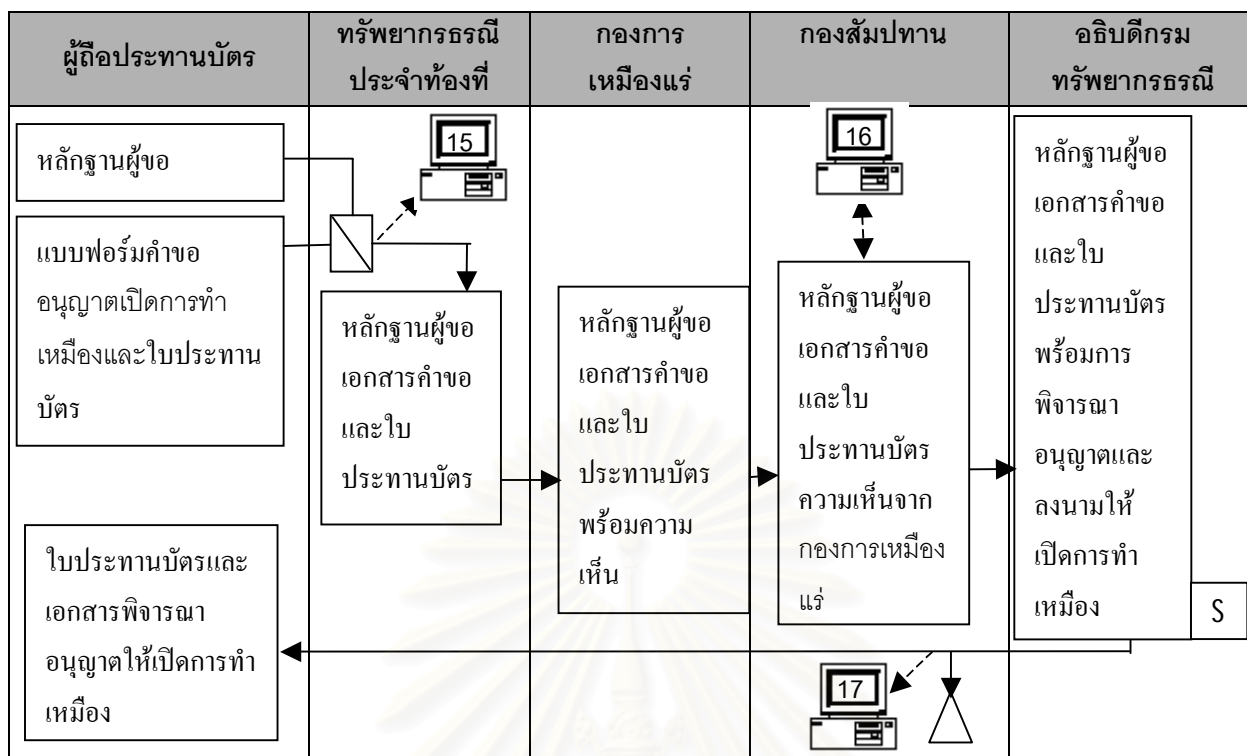 ผู้ถือประทานบัตร
ทรัพยากรธรณี
ประจำท้องที่
กองการ
เหมืองแร่
กองสัมปทาน
อธิบดีกรม
ทรัพยากรธรณี
หลักฐานผู้ขอ
แบบฟอร์มคำขอ
อนุญาตเปิดการทำ
เหมืองและใบประทาน
บัตร
15
หลักฐานผู้ขอ
เอกสารคำขอ
และใบ
ประทานบัตร
หลักฐานผู้ขอ
เอกสารคำขอ
และใบ
ประทานบัตร
พร้อมความ
เห็น
16
หลักฐานผู้ขอ
เอกสารคำขอ
และใบ
ประทานบัตร
ความเห็นจาก
กองการเหมือง
แร่
หลักฐานผู้ขอ
เอกสารคำขอ
และใบ
ประทานบัตร
พร้อมการ
พิจารณา
อนุญาตและ
ลงนามให้
เปิดการทำ
เหมือง
S
17
ใบประทานบัตรและ
เอกสารพิจารณา
อนุญาตให้เปิดการทำ
เหมือง